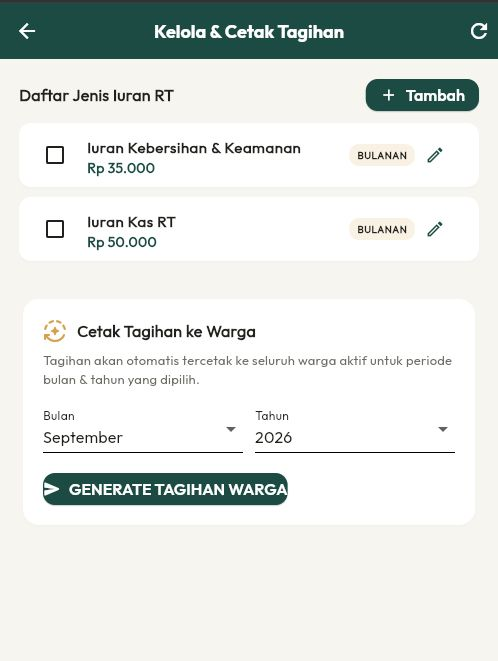 Kelola & Cetak Tagihan
Daftar Jenis Iuran RT
+ Tambah
Iuran Kebersihan & Keamanan
Rp 35.000
BULANAN
Iuran Kas RT
Rp 50.000
BULANAN
Cetak Tagihan ke Warga
Tagihan akan otomatis tercetak ke seluruh warga aktif untuk periode
bulan & tahun yang dipilih.
Bulan
September
Tahun
2026
GENERATE TAGIHAN WARGA